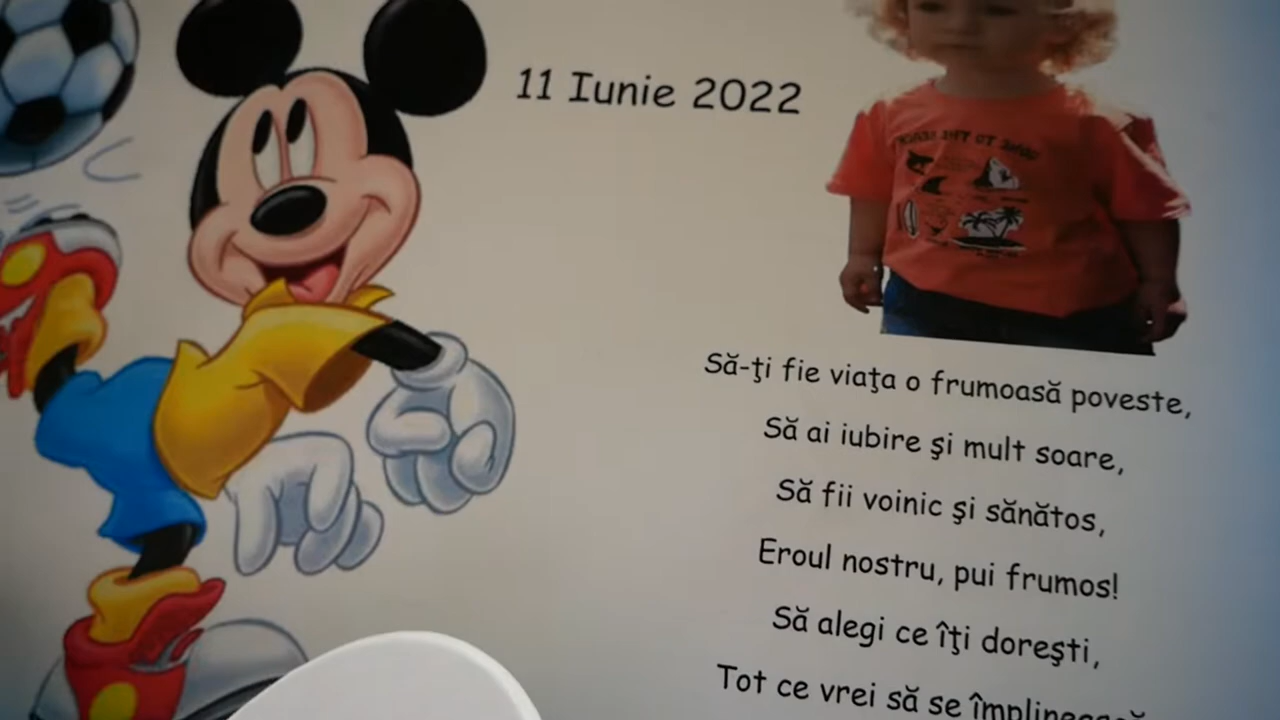 11 Iunie 2022
Să-ţi fie viaţa o frumoasă poveste,
Să ai iubire şi mult soare,
Să fii voinic şi sănătos,
Eroul nostru, pui frumos!
Să alegi ce îţi doreşti,
Tot ce vrei să se